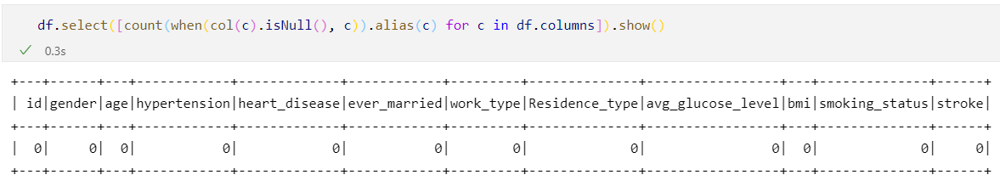 df.select([count(when(col(c).isNull(), c)).alias(c) for c in df.columns]).show()
✓ 0.3s
+---+------+---+------------+-------------+------------+---------+--------------+-----------------+---+--------------+------+
| id|gender|age|hypertension|heart_disease|ever_married|work_type|Residence_type|avg_glucose_level|bmi|smoking_status|stroke|
+---+------+---+------------+-------------+------------+---------+--------------+-----------------+---+--------------+------+
|  0|     0|  0|           0|            0|           0|        0|             0|                0|  0|             0|     0|
+---+------+---+------------+-------------+------------+---------+--------------+-----------------+---+--------------+------+